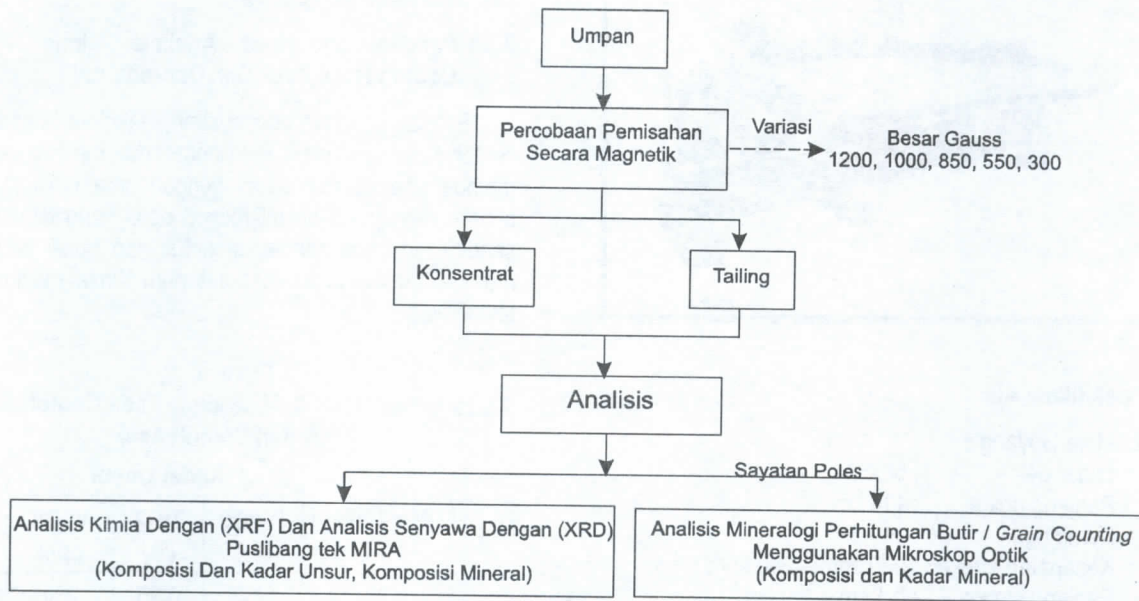 Umpan
Percobaan Pemisahan
Secara Magnetik
Variasi
Besar Gauss
1200, 1000, 850, 550, 300
Konsentrat
Tailing
Analisis
Sayatan Poles
Analisis Kimia Dengan (XRF) Dan Analisis Senyawa Dengan (XRD)
Puslibang tek MIRA
(Komposisi Dan Kadar Unsur, Komposisi Mineral)
Analisis Mineralogi Perhitungan Butir / Grain Counting
Menggunakan Mikroskop Optik
(Komposisi dan Kadar Mineral)